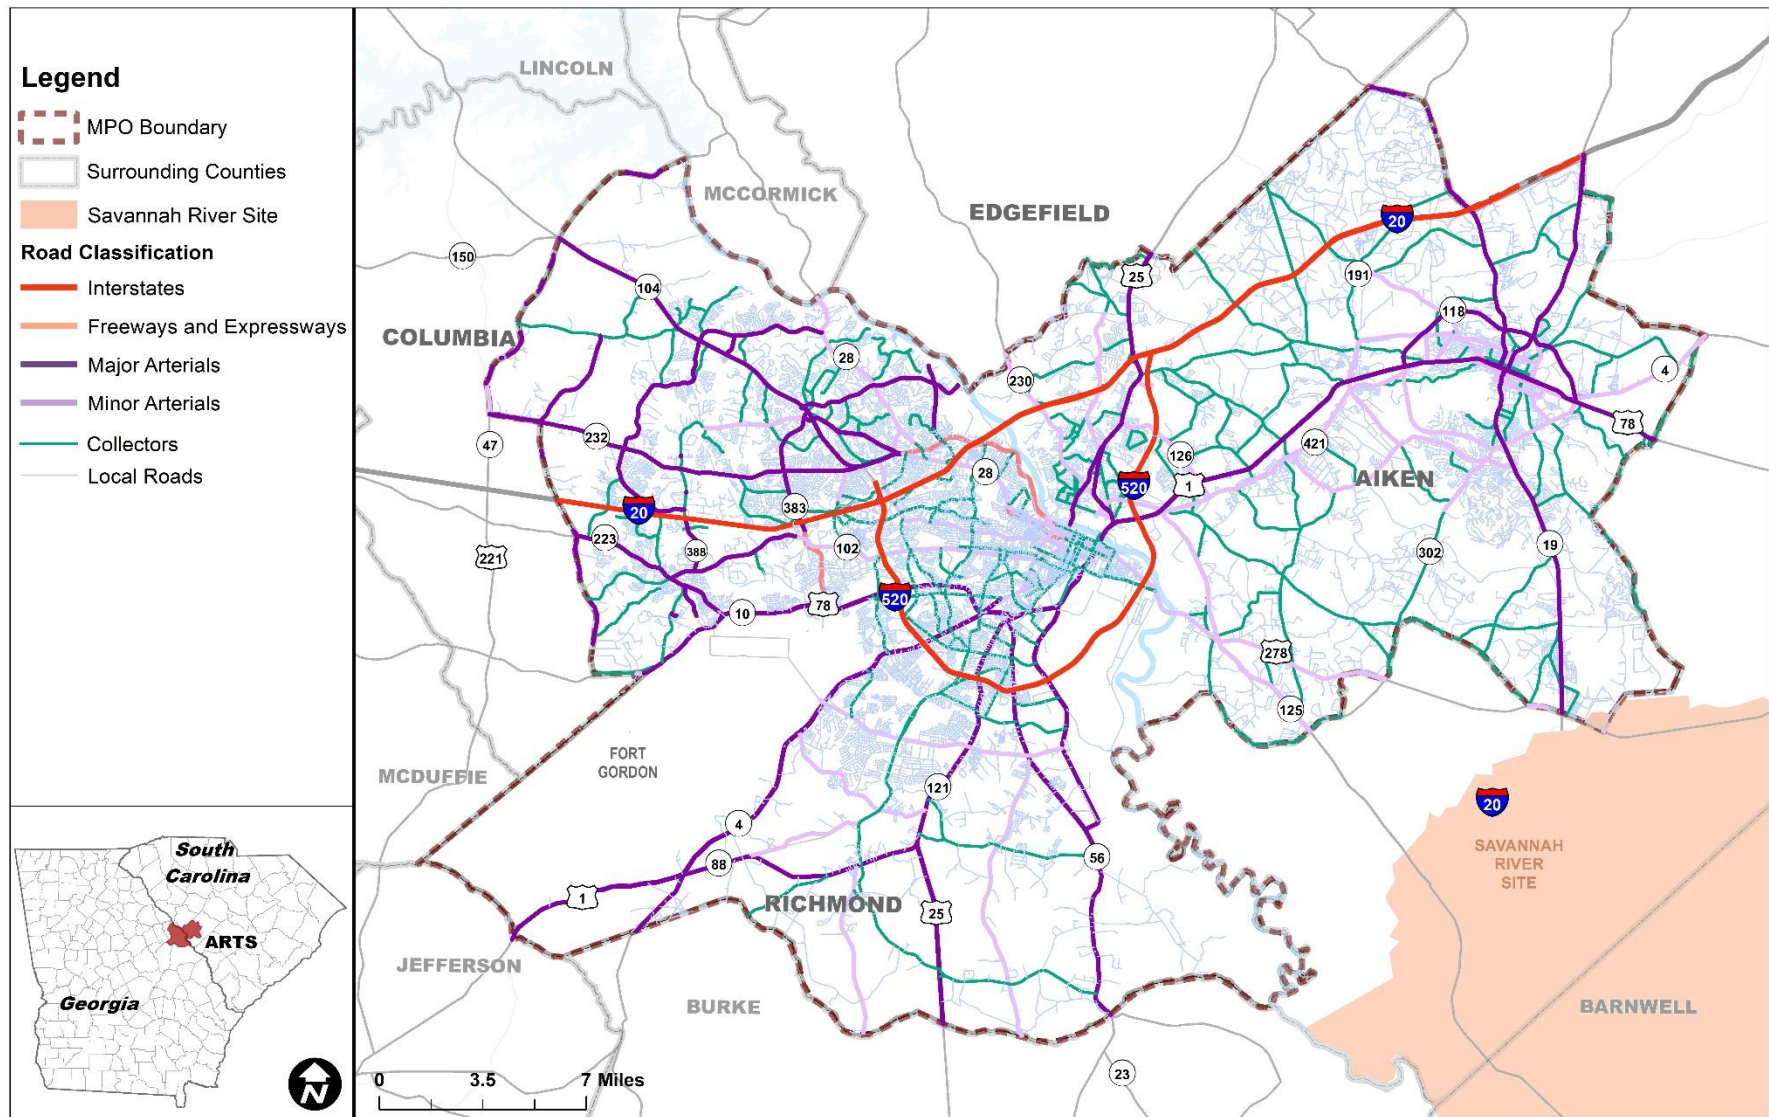 Legend
MPO Boundary
Surrounding Counties
Savannah River Site
Road Classification
Interstates
Freeways and Expressways
Major Arterials
Minor Arterials
Collectors
Local Roads
South
Carolina
ARTS
Georgia
N
LINCOLN
MCCORMICK
EDGEFIELD
150
104
25
20
191
118
COLUMBIA
28
230
4
47
232
28
126
421
78
AIKEN
520
1
20
383
223
388
102
221
302
19
520
10
78
278
125
FORT
GORDON
MCDUFFIE
121
20
4
SAVANNAH
RIVER
SITE
88
56
1
RICHMOND
25
JEFFERSON
BURKE
BARNWELL
23
0 3.5 7 Miles